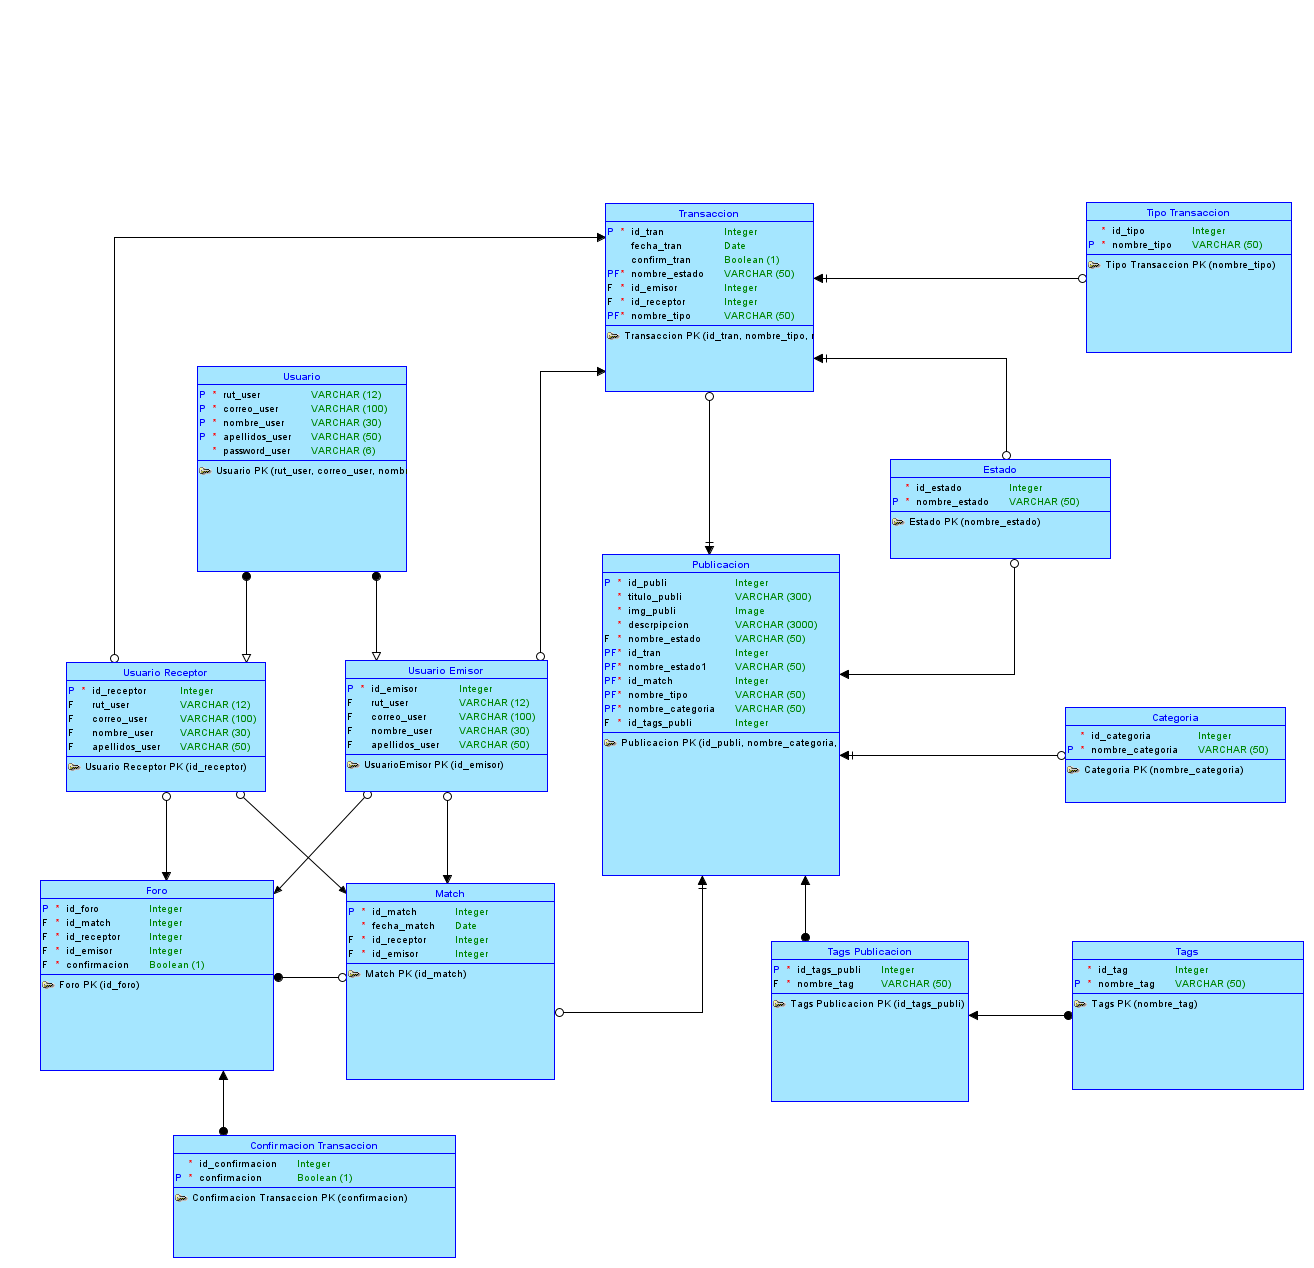 Transaccion
P * id_tran Integer
fecha_tran Date
confirm_tran Boolean (1)
PF* nombre_estado VARCHAR (50)
F * id_emisor Integer
F * id_receptor Integer
PF* nombre_tipo VARCHAR (50)
Transaccion PK (id_tran, nombre_tipo,
Tipo Transaccion
* id_tipo Integer
P * nombre_tipo VARCHAR (50)
Tipo Transaccion PK (nombre_tipo)
Usuario
P * rut_user VARCHAR (12)
P * correo_user VARCHAR (100)
P * nombre_user VARCHAR (30)
P * apellidos_user VARCHAR (50)
* password_user VARCHAR (6)
Usuario PK (rut_user, correo_user, nomb
Estado
* id_estado Integer
P * nombre_estado VARCHAR (50)
Estado PK (nombre_estado)
Publicacion
P * id_publi Integer
* titulo_publi VARCHAR (300)
* img_publi Image
* descrpipcion VARCHAR (3000)
F * nombre_estado VARCHAR (50)
PF* id_tran Integer
PF* nombre_estado1 VARCHAR (50)
PF* id_match Integer
PF* nombre_tipo VARCHAR (50)
PF* nombre_categoria VARCHAR (50)
F * id_tags_publi Integer
Publicacion PK (id_publi, nombre_categoria,
Usuario Receptor
P * id_receptor Integer
F rut_user VARCHAR (12)
F correo_user VARCHAR (100)
F nombre_user VARCHAR (30)
F apellidos_user VARCHAR (50)
Usuario Receptor PK (id_receptor)
Usuario Emisor
P * id_emisor Integer
F rut_user VARCHAR (12)
F correo_user VARCHAR (100)
F nombre_user VARCHAR (30)
F apellidos_user VARCHAR (50)
UsuarioEmisor PK (id_emisor)
Categoria
* id_categoria Integer
P * nombre_categoria VARCHAR (50)
Categoria PK (nombre_categoria)
Foro
P * id_foro Integer
F * id_match Integer
F * id_receptor Integer
F * id_emisor Integer
F * confirmacion Boolean (1)
Foro PK (id_foro)
Match
P * id_match Integer
* fecha_match Date
F * id_receptor Integer
F * id_emisor Integer
Match PK (id_match)
Tags Publicacion
P * id_tags_publi Integer
F * nombre_tag VARCHAR (50)
Tags Publicacion PK (id_tags_publi)
Tags
* id_tag Integer
P * nombre_tag VARCHAR (50)
Tags PK (nombre_tag)
Confirmacion Transaccion
* id_confirmacion Integer
P * confirmacion Boolean (1)
Confirmacion Transaccion PK (confirmacion)